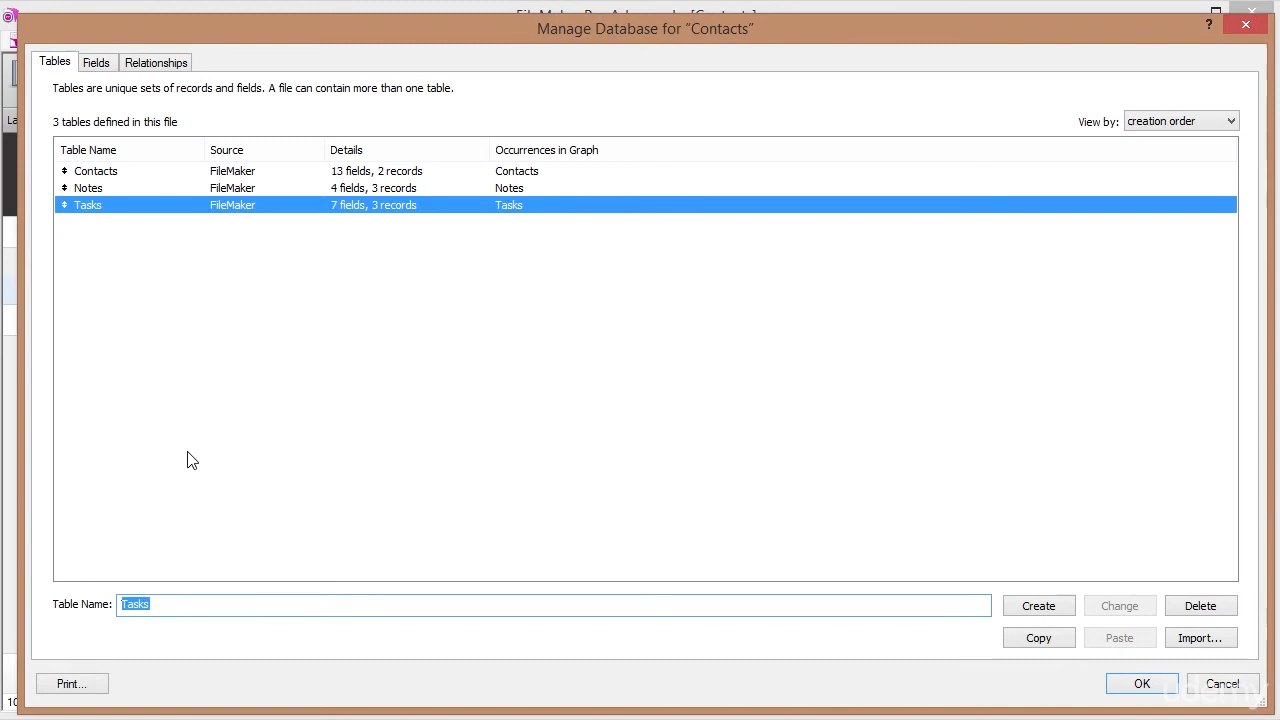 Manage Database for "Contacts"
?
Tables Fields Relationships
Tables are unique sets of records and fields. A file can contain more than one table.
3 tables defined in this file
View by: creation order
Table Name Source Details Occurrences in Graph
Contacts FileMaker 13 fields, 2 records Contacts
Notes FileMaker 4 fields, 3 records Notes
Tasks FileMaker 7 fields, 3 records Tasks
La
Table Name: Tasks
Create Change Delete
Copy Paste Import...
Print... OK Cancel
udemy
10